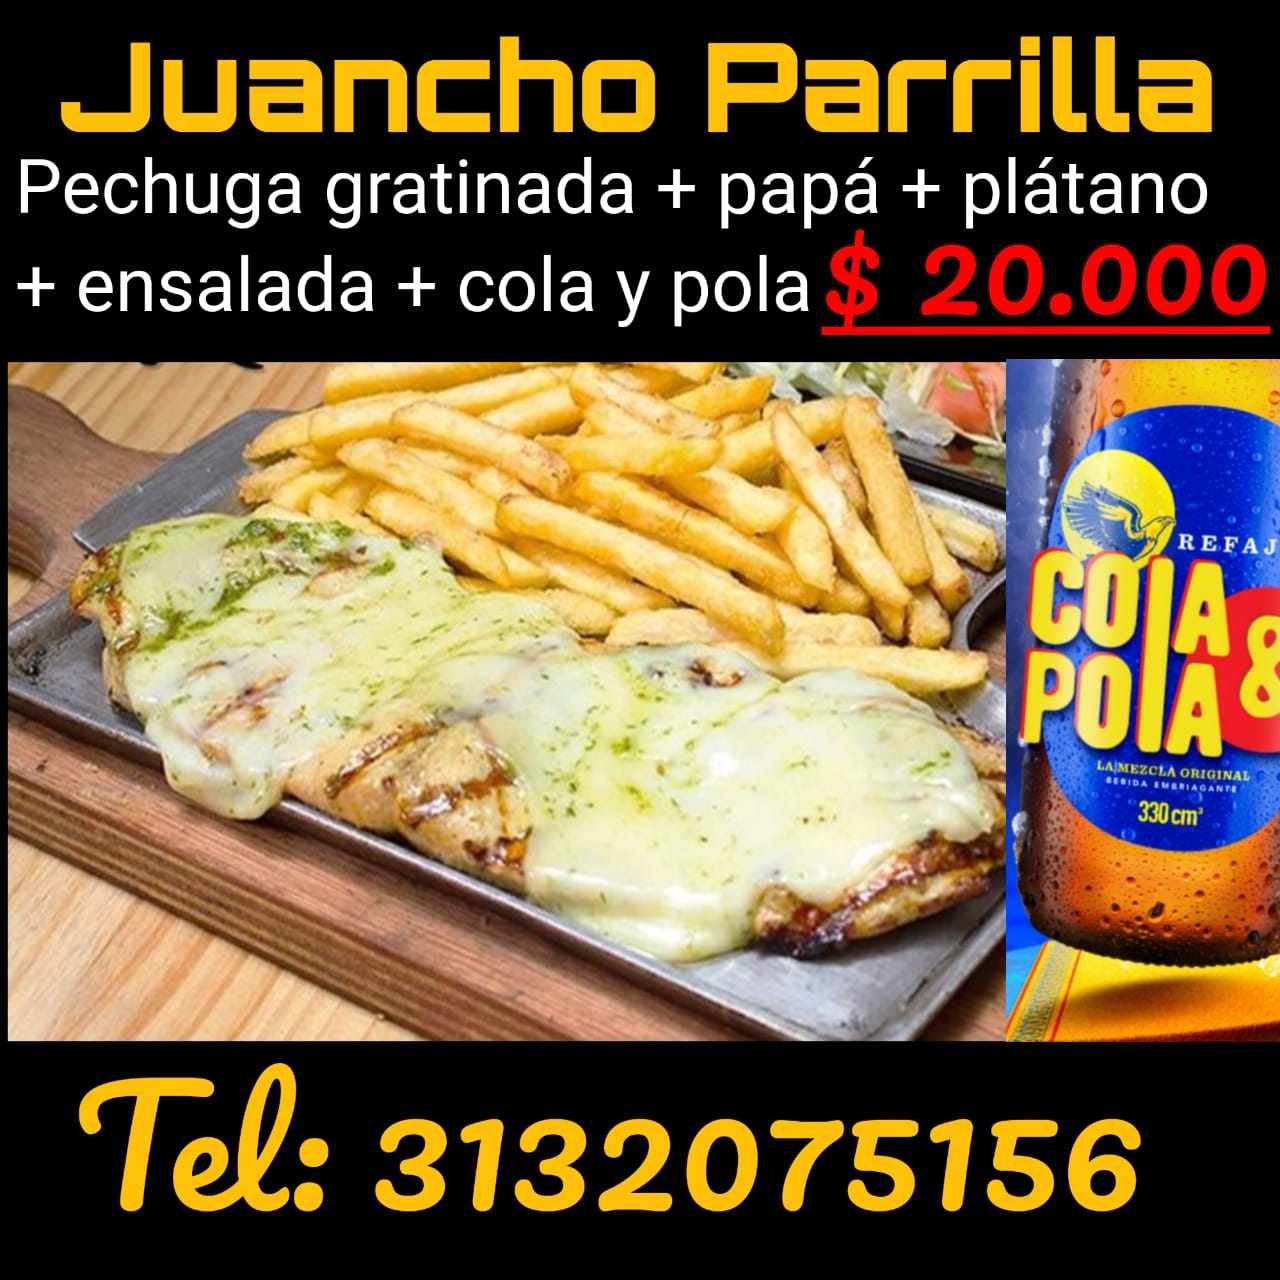 Juancho Parrilla
Pechuga gratinada + papá + plátano
+ ensalada + cola y pola $ 20.000
REFAJ
COLA
& POLA
LA MEZCLA ORIGINAL
BEBIDA EMBRIAGANTE
330 cm³
Tel: 3132075156